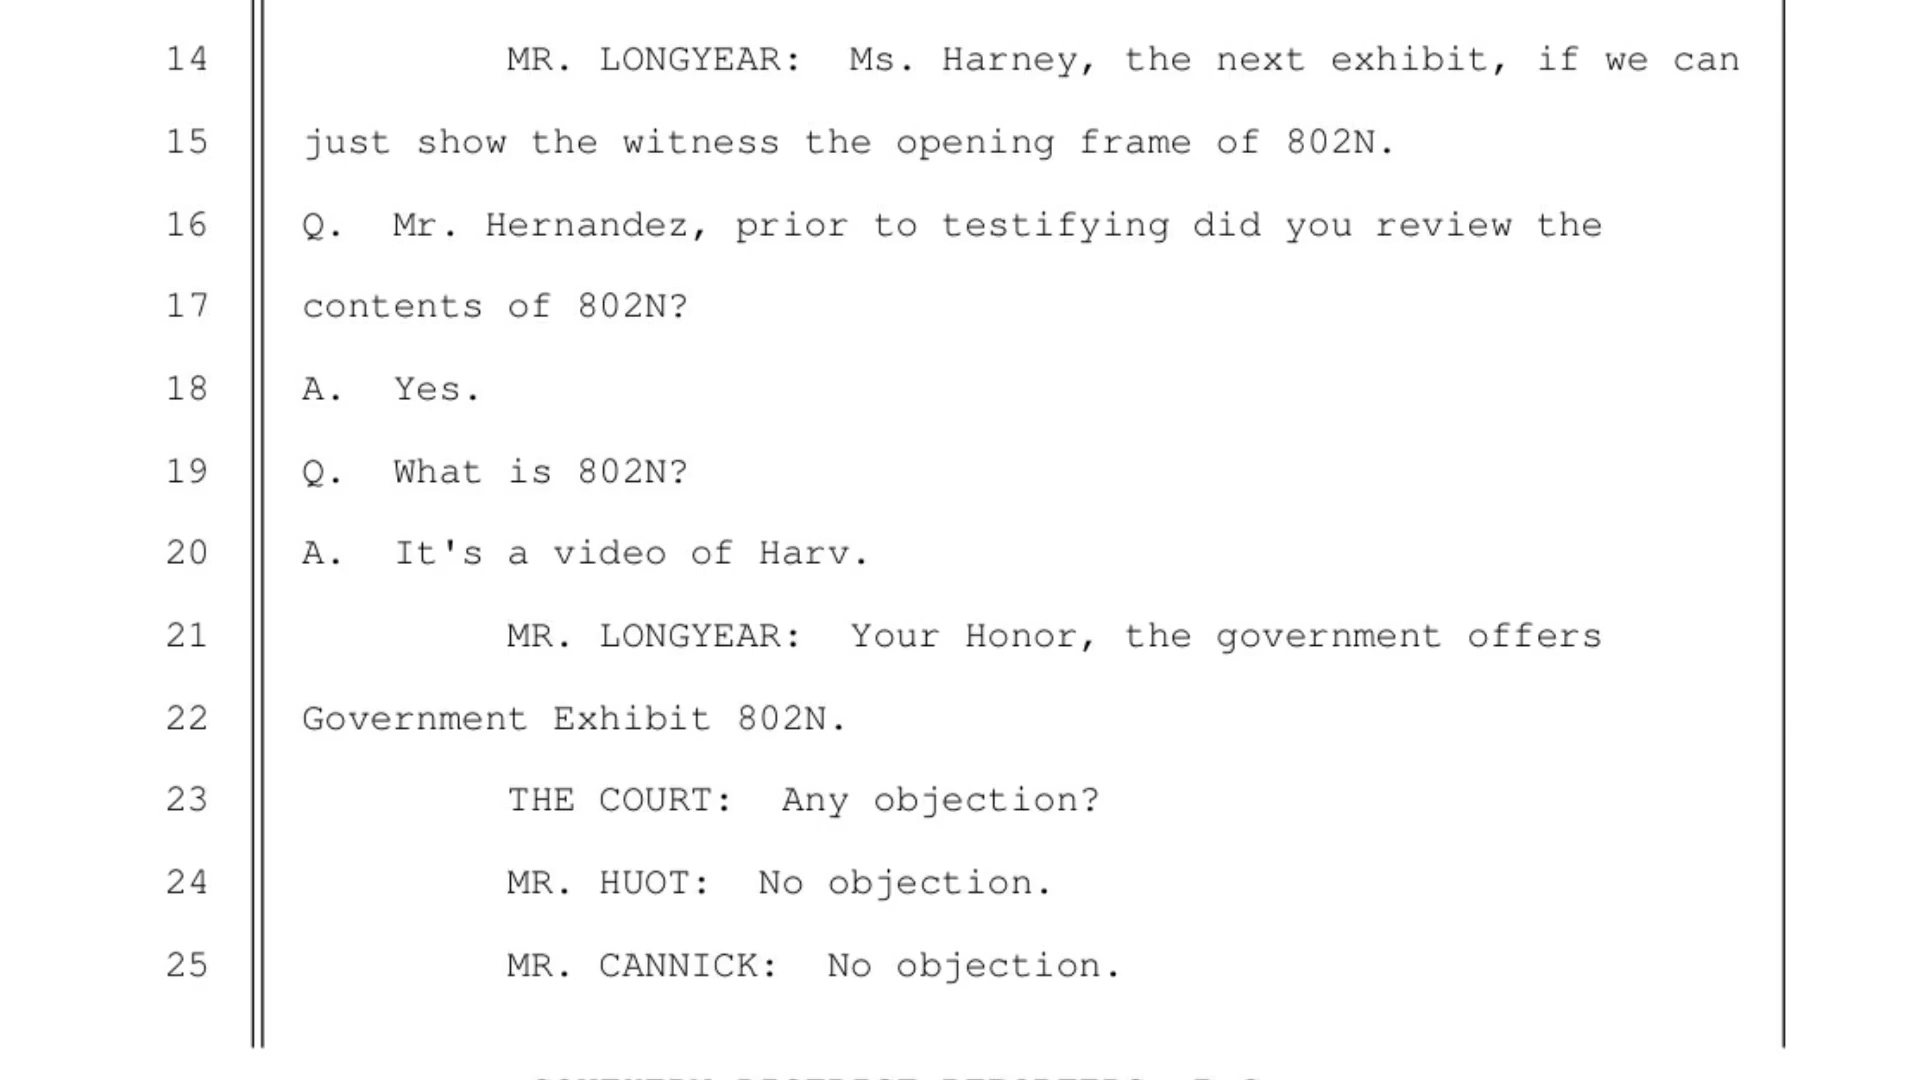 14 MR. LONGYEAR: Ms. Harney, the next exhibit, if we can
15 just show the witness the opening frame of 802N.
16 Q. Mr. Hernandez, prior to testifying did you review the
17 contents of 802N?
18 A. Yes.
19 Q. What is 802N?
20 A. It's a video of Harv.
21 MR. LONGYEAR: Your Honor, the government offers
22 Government Exhibit 802N.
23 THE COURT: Any objection?
24 MR. HUOT: No objection.
25 MR. CANNICK: No objection.